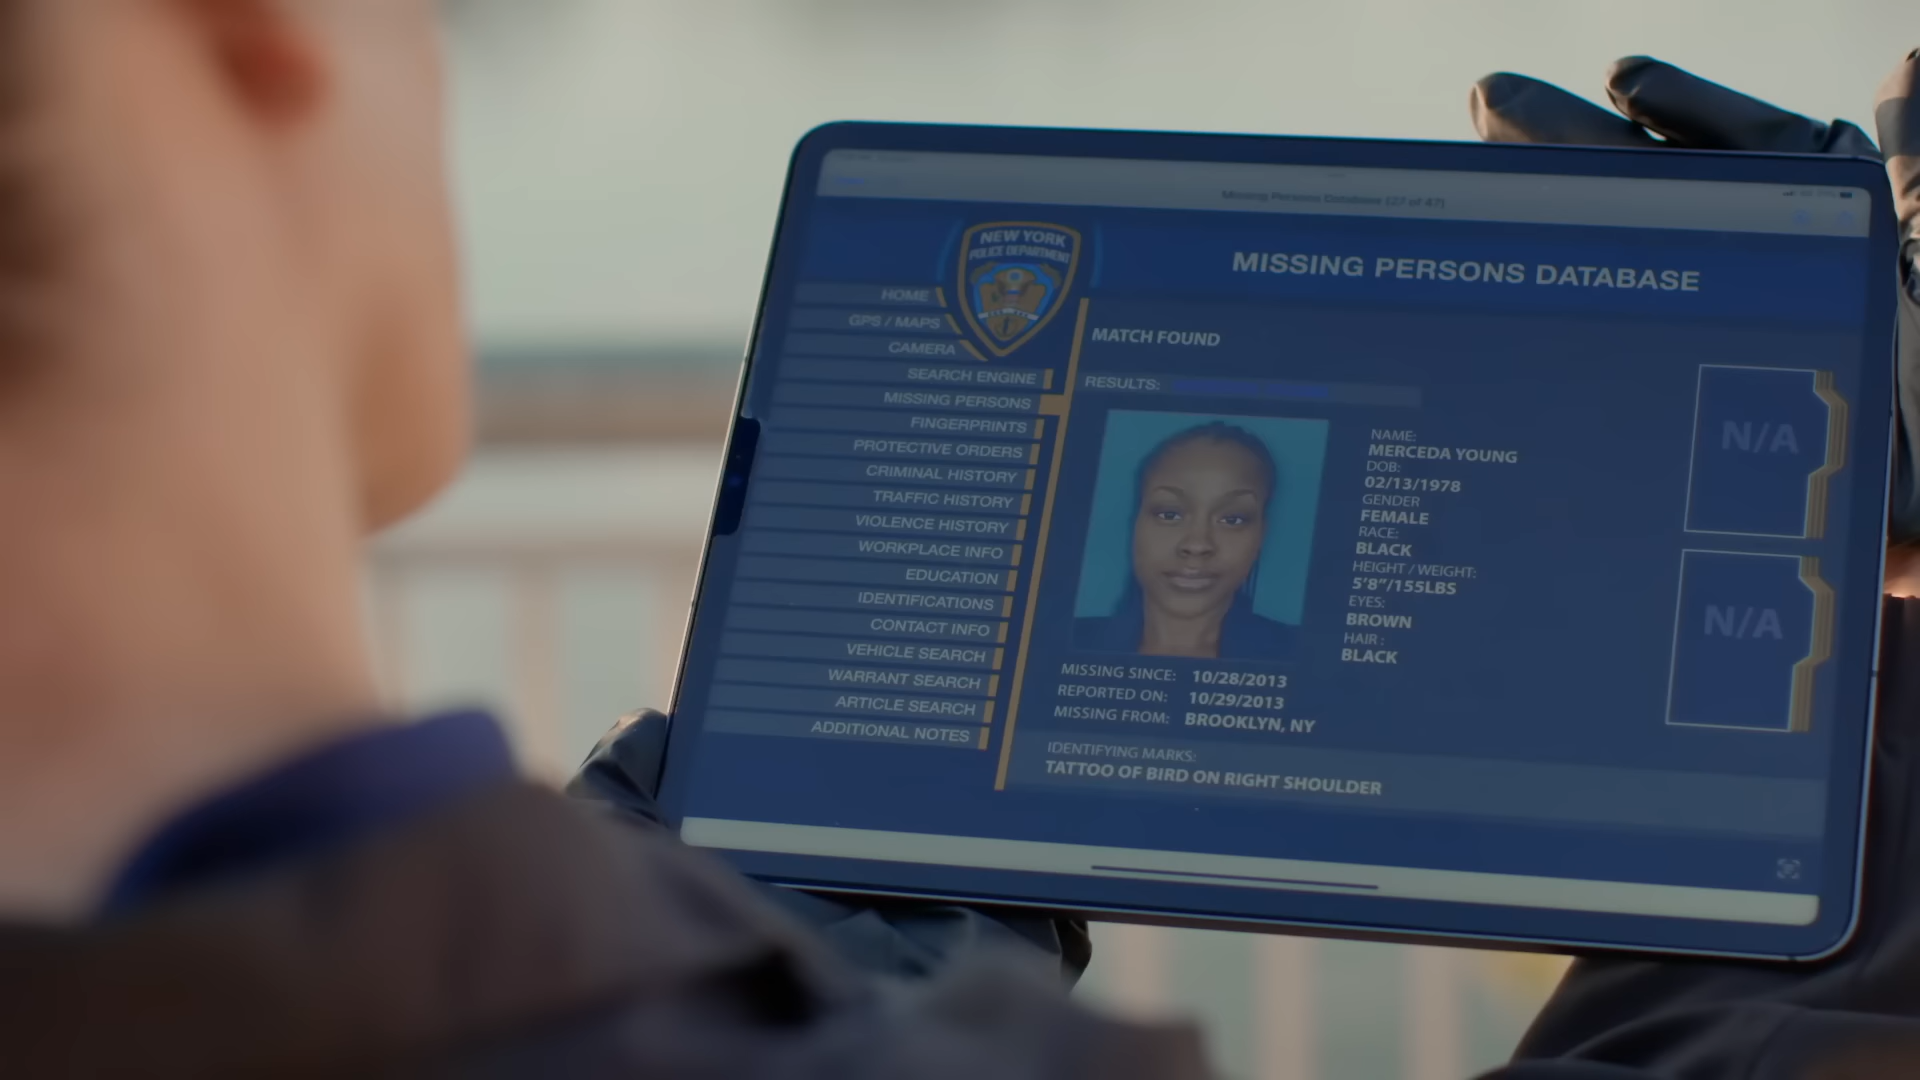 Missing Persons Database (27 of 47)
NEW YORK
POLICE DEPARTMENT
MISSING PERSONS DATABASE
HOME
GPS / MAPS
CAMERA
SEARCH ENGINE
MISSING PERSONS
FINGERPRINTS
PROTECTIVE ORDERS
CRIMINAL HISTORY
TRAFFIC HISTORY
VIOLENCE HISTORY
WORKPLACE INFO
EDUCATION
IDENTIFICATIONS
CONTACT INFO
VEHICLE SEARCH
WARRANT SEARCH
ARTICLE SEARCH
ADDITIONAL NOTES
MATCH FOUND
RESULTS:
NAME:
MERCEDA YOUNG
DOB:
02/13/1978
GENDER
FEMALE
RACE:
BLACK
HEIGHT / WEIGHT:
5'8"/155LBS
EYES:
BROWN
HAIR :
BLACK
N/A
N/A
MISSING SINCE: 10/28/2013
REPORTED ON: 10/29/2013
MISSING FROM: BROOKLYN, NY
IDENTIFYING MARKS:
TATTOO OF BIRD ON RIGHT SHOULDER